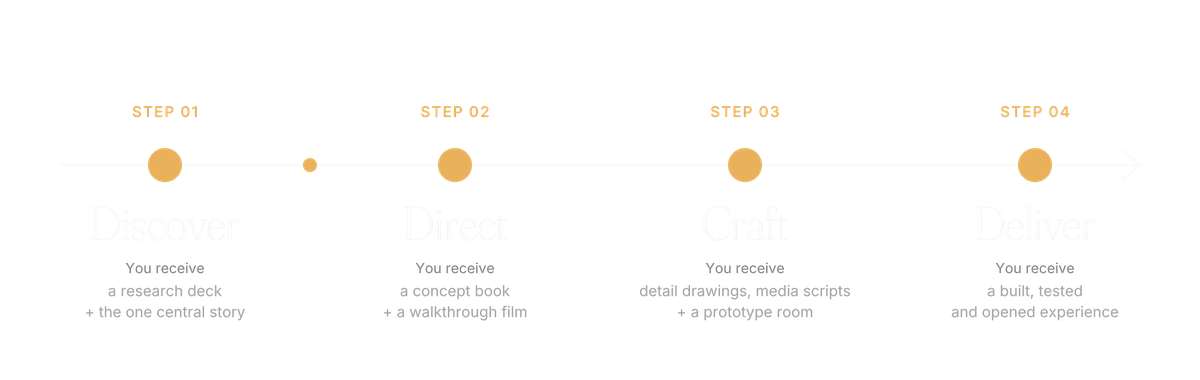 STEP 01
STEP 02
STEP 03
STEP 04
Discover
Direct
Craft
Deliver
You receive
a research deck
+ the one central story
You receive
a concept book
+ a walkthrough film
You receive
detail drawings, media scripts
+ a prototype room
You receive
a built, tested
and opened experience